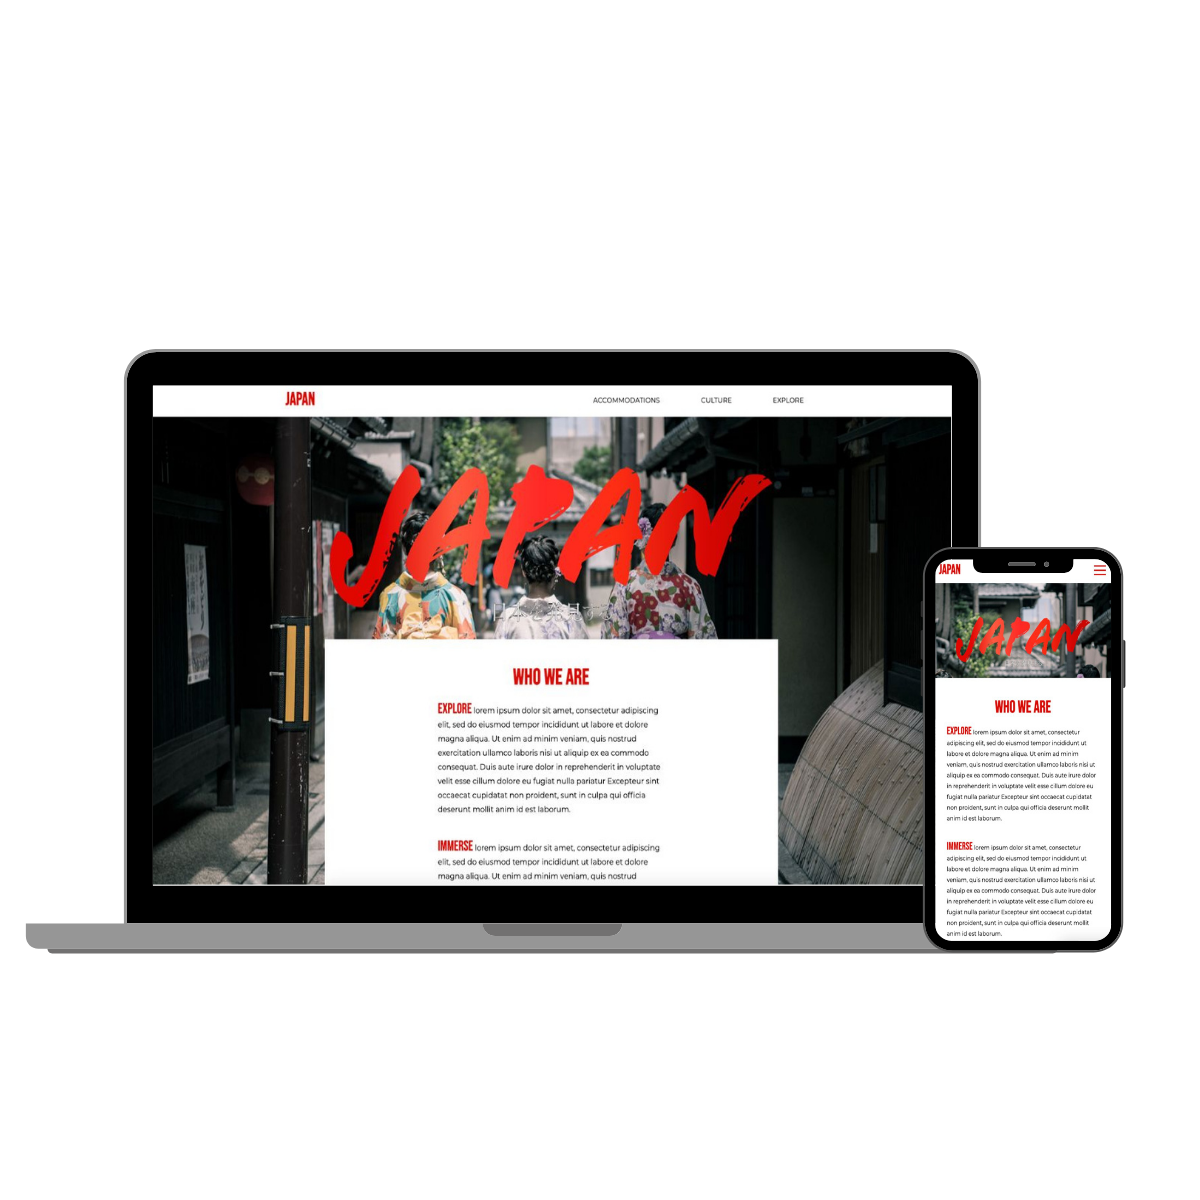 JAPAN
ACCOMMODATIONS CULTURE EXPLORE
JAPAN
日本を発見する
WHO WE ARE
EXPLORE lorem ipsum dolor sit amet, consectetur adipiscing
elit, sed do eiusmod tempor incididunt ut labore et dolore
magna aliqua. Ut enim ad minim veniam, quis nostrud
exercitation ullamco laboris nisi ut aliquip ex ea commodo
consequat. Duis aute irure dolor in reprehenderit in voluptate
velit esse cillum dolore eu fugiat nulla pariatur Excepteur sint
occaecat cupidatat non proident, sunt in culpa qui officia
deserunt mollit anim id est laborum.
IMMERSE lorem ipsum dolor sit amet, consectetur adipiscing
elit, sed do eiusmod tempor incididunt ut labore et dolore
magna aliqua. Ut enim ad minim veniam, quis nostrud
JAPAN
JAPAN
WHO WE ARE
EXPLORE lorem ipsum dolor sit amet, consectetur
adipiscing elit, sed do eiusmod tempor incididunt ut
labore et dolore magna aliqua. Ut enim ad minim
veniam, quis nostrud exercitation ullamco laboris nisi ut
aliquip ex ea commodo consequat. Duis aute irure dolor
in reprehenderit in voluptate velit esse cillum dolore eu
fugiat nulla pariatur Excepteur sint occaecat cupidatat
non proident, sunt in culpa qui officia deserunt mollit
anim id est laborum.
IMMERSE lorem ipsum dolor sit amet, consectetur
adipiscing elit, sed do eiusmod tempor incididunt ut
labore et dolore magna aliqua. Ut enim ad minim
veniam, quis nostrud exercitation ullamco laboris nisi ut
aliquip ex ea commodo consequat. Duis aute irure dolor
in reprehenderit in voluptate velit esse cillum dolore eu
fugiat nulla pariatur Excepteur sint occaecat cupidatat
non proident, sunt in culpa qui officia deserunt mollit
anim id est laborum.